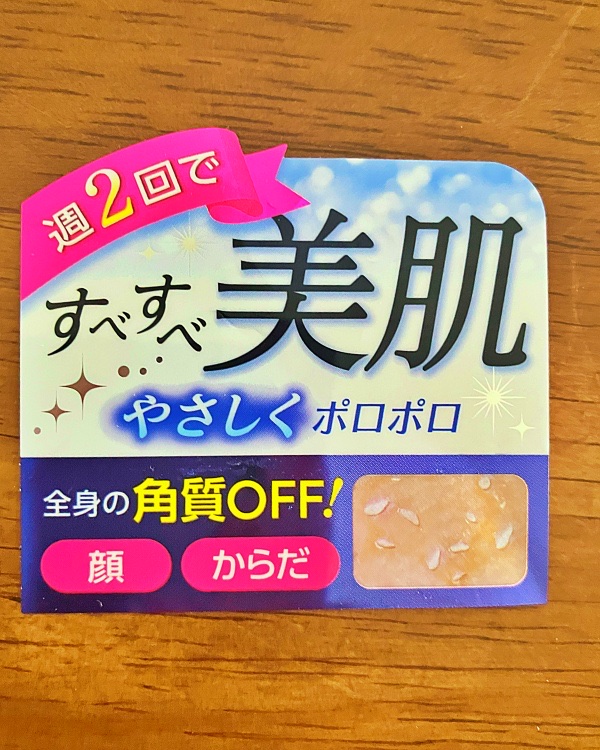 週2回で
すべすべ美肌
やさしくポロポロ
全身の角質OFF!
顔 からだ